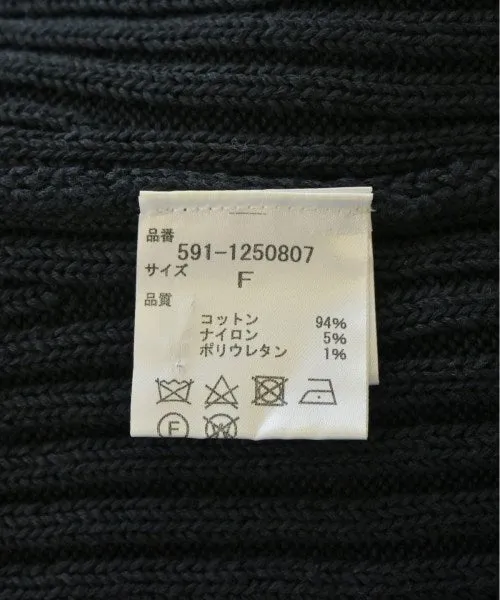 品番
591-1250807
サイズ
F
品質
コットン 94%
ナイロン 5%
ポリウレタン 1%
F
W